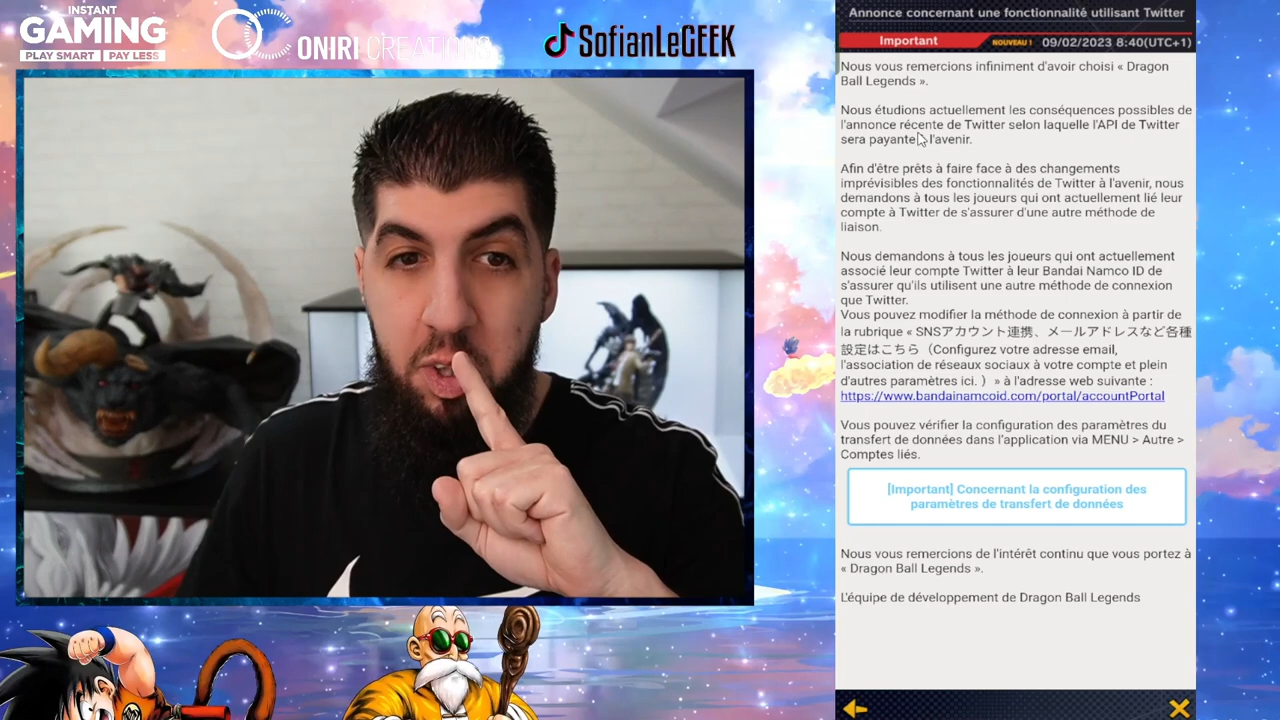 INSTANT
GAMING
PLAY SMART PAY LESS
ONIRI CREATIONS
SofianLeGEEK
Annonce concernant une fonctionnalité utilisant Twitter
Important
NOUVEAU !
09/02/2023 8:40(UTC+1)
Nous vous remercions infiniment d'avoir choisi « Dragon
Ball Legends ».
Nous étudions actuellement les conséquences possibles de
l'annonce récente de Twitter selon laquelle l'API de Twitter
sera payante à l'avenir.
Afin d'être prêts à faire face à des changements
imprévisibles des fonctionnalités de Twitter à l'avenir, nous
demandons à tous les joueurs qui ont actuellement lié leur
compte à Twitter de s'assurer d'une autre méthode de
liaison.
Nous demandons à tous les joueurs qui ont actuellement
associé leur compte Twitter à leur Bandai Namco ID de
s'assurer qu'ils utilisent une autre méthode de connexion
que Twitter.
Vous pouvez modifier la méthode de connexion à partir de
la rubrique « SNSアカウント連携、メールアドレスなど各種
設定はこちら（Configurez votre adresse email,
l'association de réseaux sociaux à votre compte et plein
d'autres paramètres ici. ）» à l'adresse web suivante :
https://www.bandainamcoid.com/portal/accountPortal
Vous pouvez vérifier la configuration des paramètres du
transfert de données dans l'application via MENU > Autre >
Comptes liés.
[Important] Concernant la configuration des
paramètres de transfert de données
Nous vous remercions de l'intérêt continu que vous portez à
« Dragon Ball Legends ».
L'équipe de développement de Dragon Ball Legends